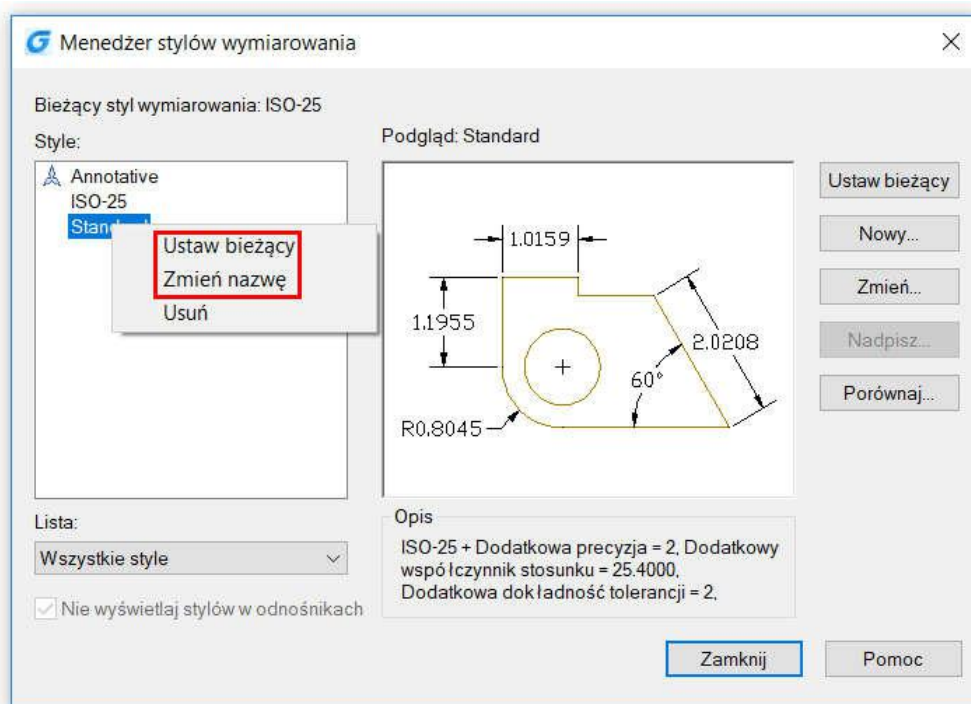 Menedżer stylów wymiarowania
Bieżący styl wymiarowania: ISO-25
Style:
Annotative
ISO-25
Ustaw bieżący
Zmień nazwę
Usuń
Lista:
Wszystkie style
Nie wyświetlaj stylów w odnośnikach
Podgląd: Standard
1.0159
1.1955
2.0208
60°
R0.8045
Opis
ISO-25 + Dodatkowa precyzja = 2, Dodatkowy
współczynnik stosunku = 25.4000,
Dodatkowa dokładność tolerancji = 2,
Ustaw bieżący
Nowy...
Zmień...
Nadpisz...
Porównaj...
Zamknij
Pomoc